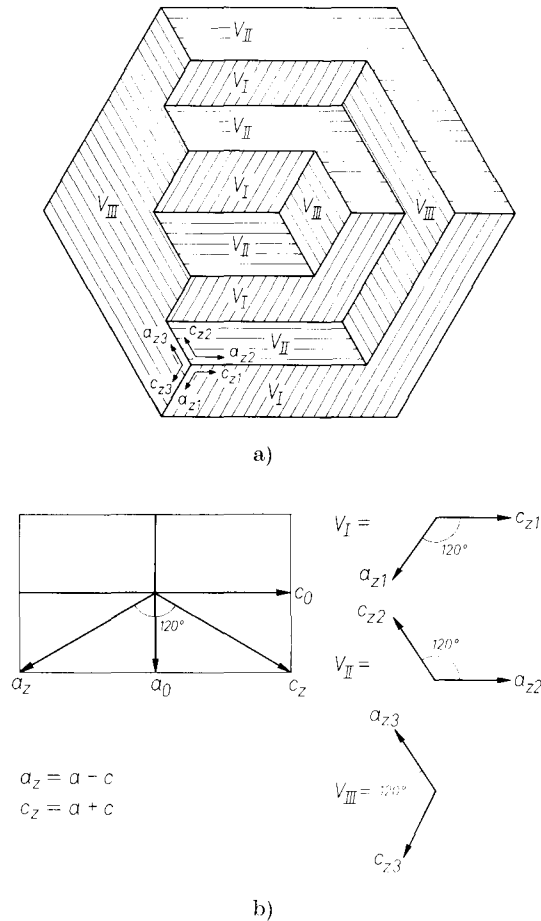 V_II
V_I
V_II
V_III
V_I
V_III
V_III
V_II
V_I
c_z2
a_z3
a_z2
V_II
c_z3
c_z1
a_z1
V_I
a)
V_I =
c_z1
120°
a_z1
c_z2
c_0
120°
120°
V_II =
a_z
a_0
c_z
a_z2
a_z3
a_z = a − c
V_III =
120°
c_z = a + c
c_z3
b)